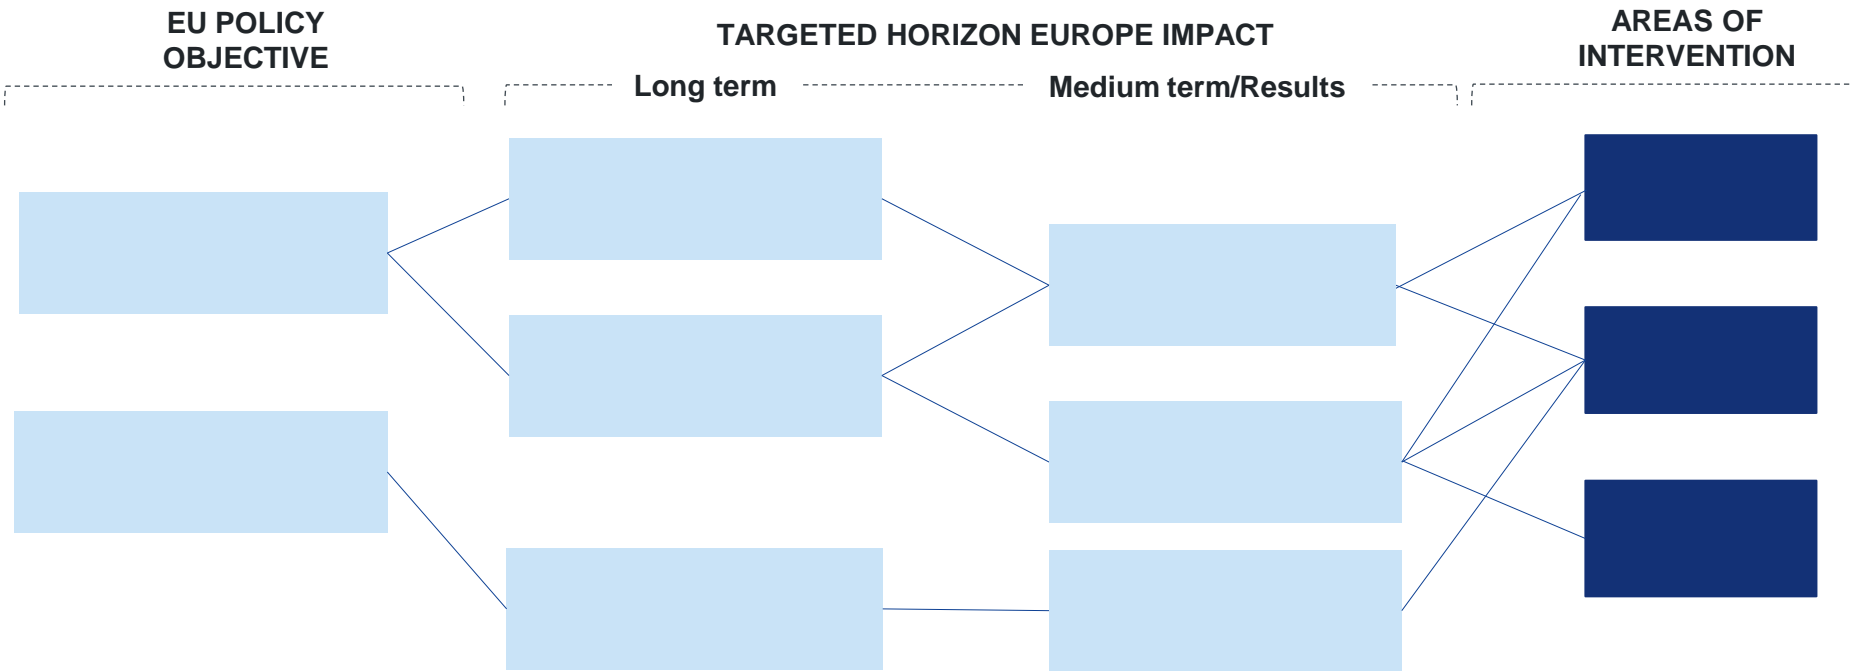 EU POLICY
OBJECTIVE
TARGETED HORIZON EUROPE IMPACT
AREAS OF
INTERVENTION
Long term
Medium term/Results